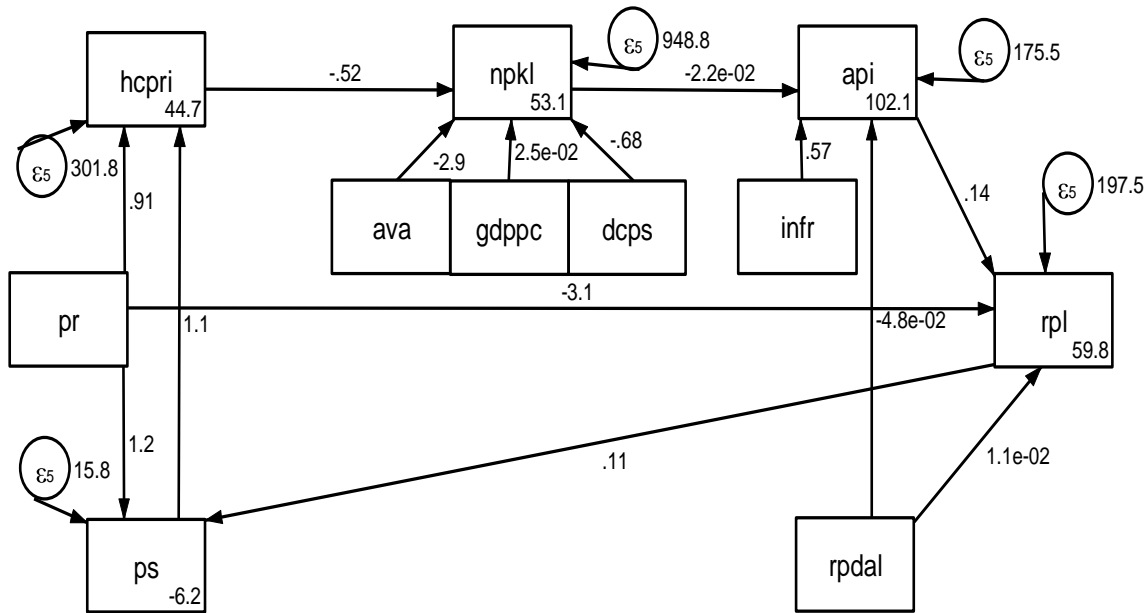 hcpri
44.7
-.52
npkl
53.1
ε5
948.8
-2.2e-02
api
102.1
ε5
175.5
ε5
301.8
.91
-2.9
2.5e-02
-.68
.57
ava
gdppc
dcps
infr
.14
ε5
197.5
pr
1.1
-3.1
-4.8e-02
rpl
59.8
ε5
15.8
1.2
.11
1.1e-02
ps
-6.2
rpdal